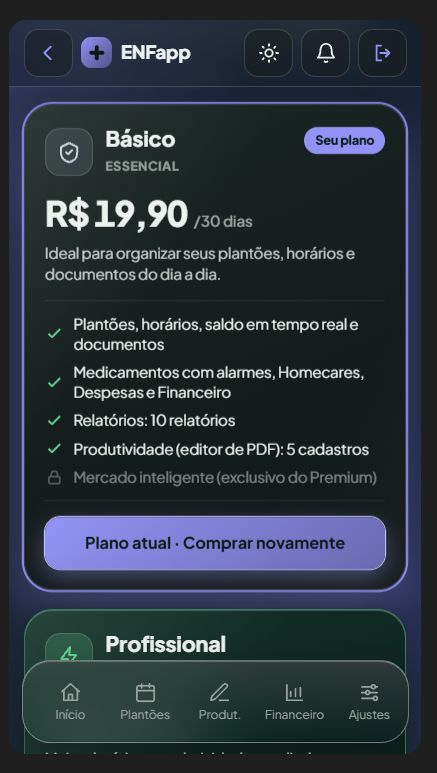 ENFapp
Básico
Seu plano
ESSENCIAL
R$ 19,90 /30 dias
Ideal para organizar seus plantões, horários e
documentos do dia a dia.
Plantões, horários, saldo em tempo real e
documentos
Medicamentos com alarmes, Homecares,
Despesas e Financeiro
Relatórios: 10 relatórios
Produtividade (editor de PDF): 5 cadastros
Mercado inteligente (exclusivo do Premium)
Plano atual · Comprar novamente
Profissional
Início
Plantões
Produt.
Financeiro
Ajustes